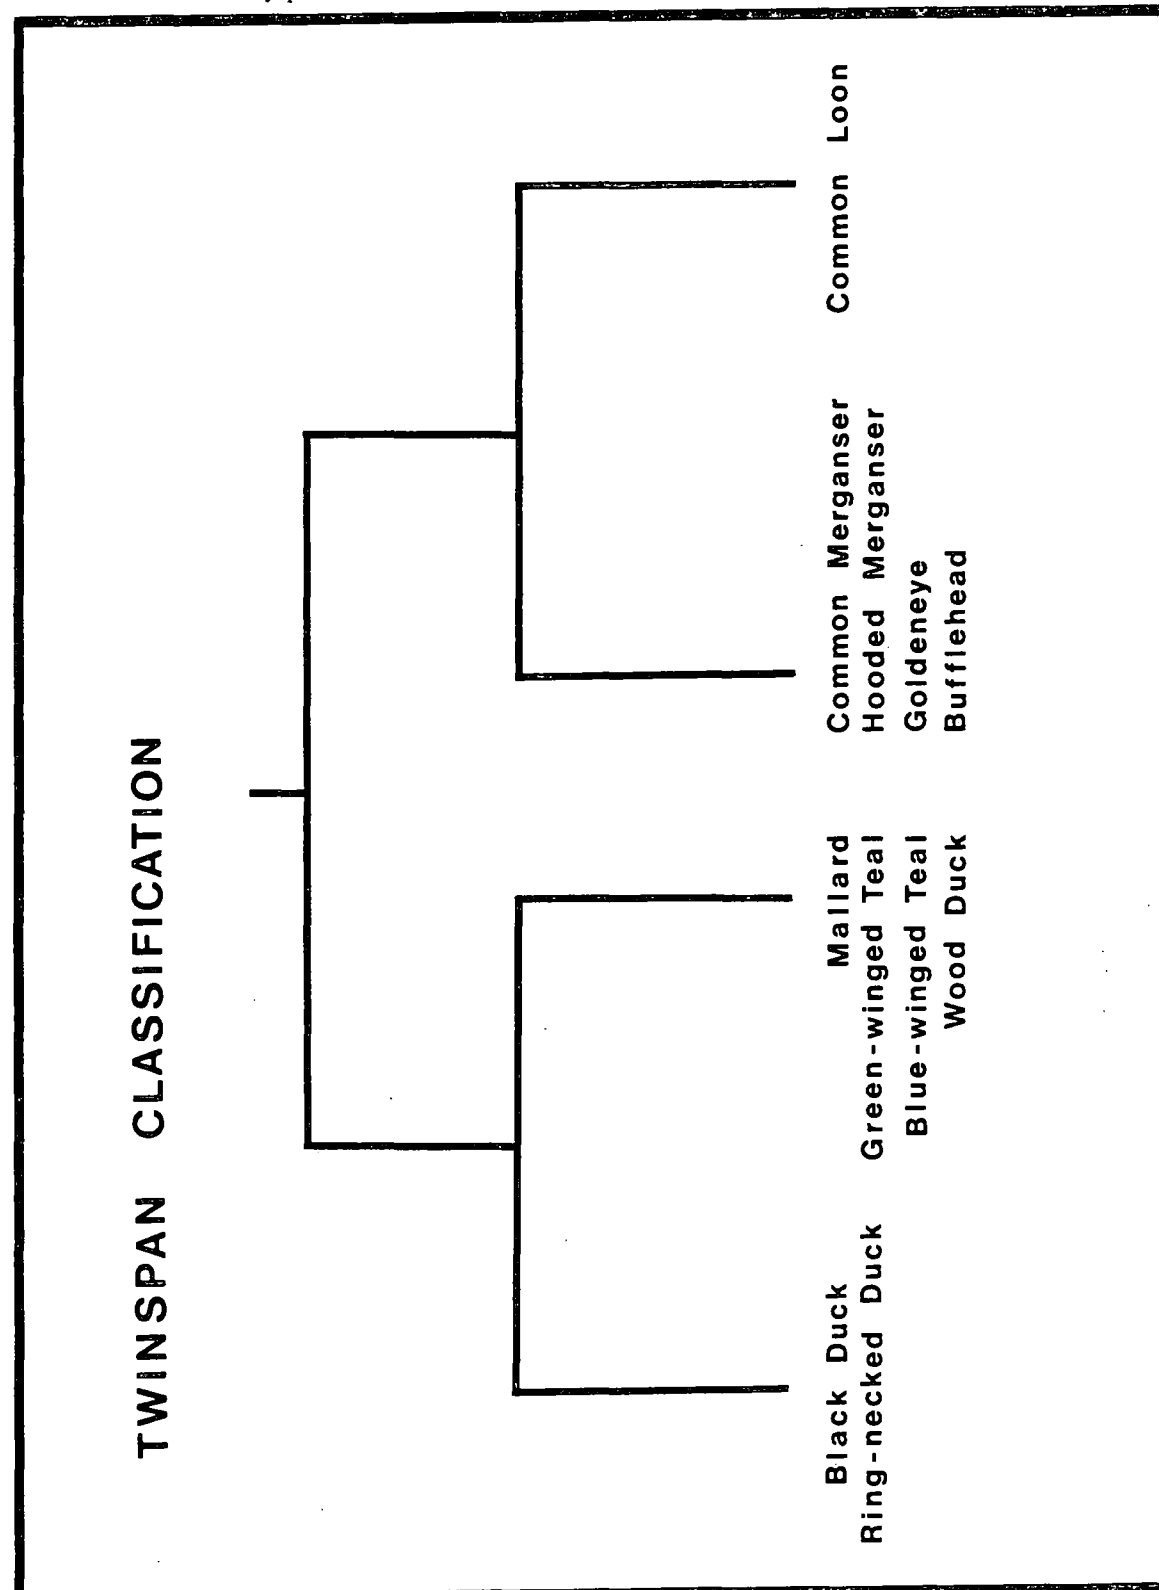 TWINSPAN CLASSIFICATION
Black Duck
Ring-necked Duck
Mallard
Green-winged Teal
Blue-winged Teal
Wood Duck
Common Merganser
Hooded Merganser
Goldeneye
Bufflehead
Common Loon